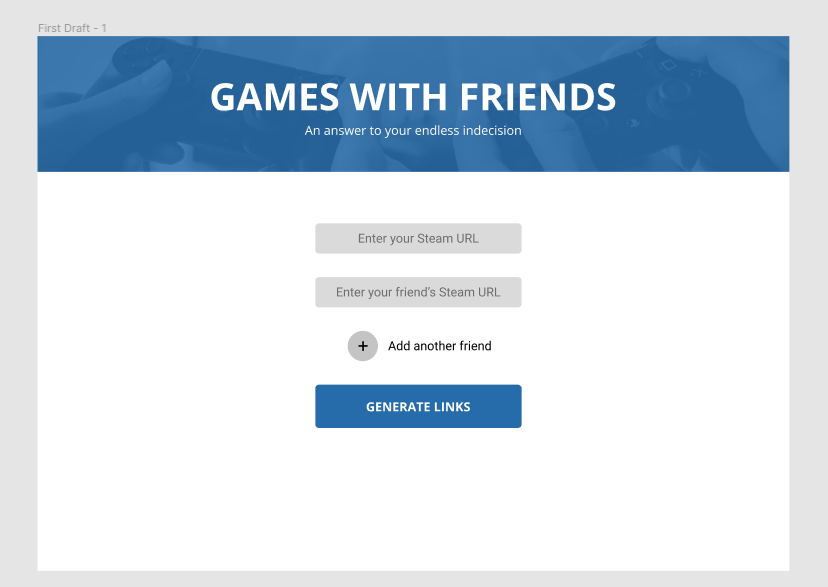 First Draft - 1
GAMES WITH FRIENDS
An answer to your endless indecision
Enter your Steam URL
Enter your friend's Steam URL
+ Add another friend
GENERATE LINKS